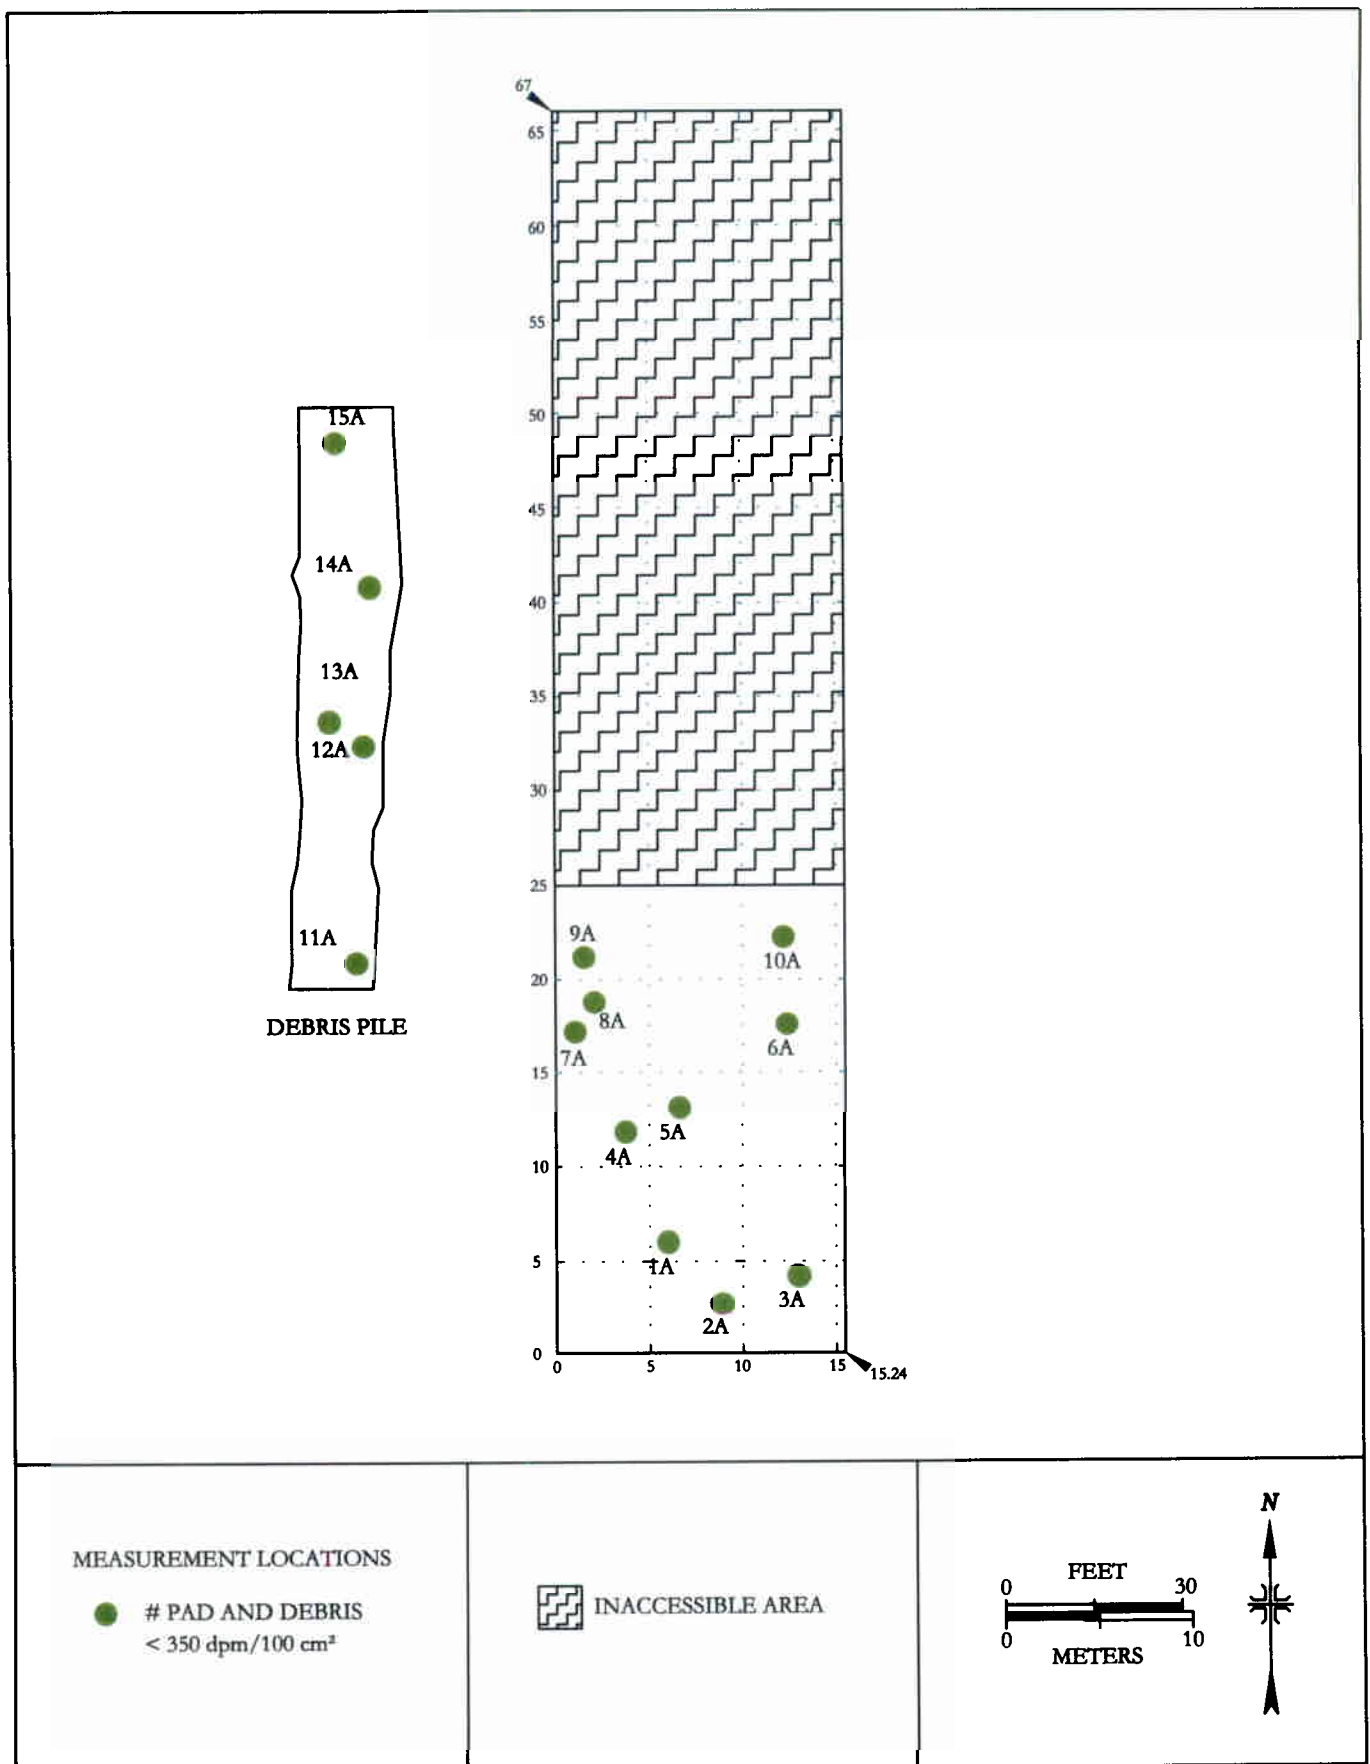 67
65
60
55
50
15A
45
14A
40
13A
35
12A
30
25
9A
11A
10A
20
8A
DEBRIS PILE
6A
7A
15
5A
4A
10
5
1A
3A
2A
0
0 5 10 15
15.24
N
MEASUREMENT LOCATIONS
# PAD AND DEBRIS
< 350 dpm/100 cm²
INACCESSIBLE AREA
FEET
0 30
0 10
METERS